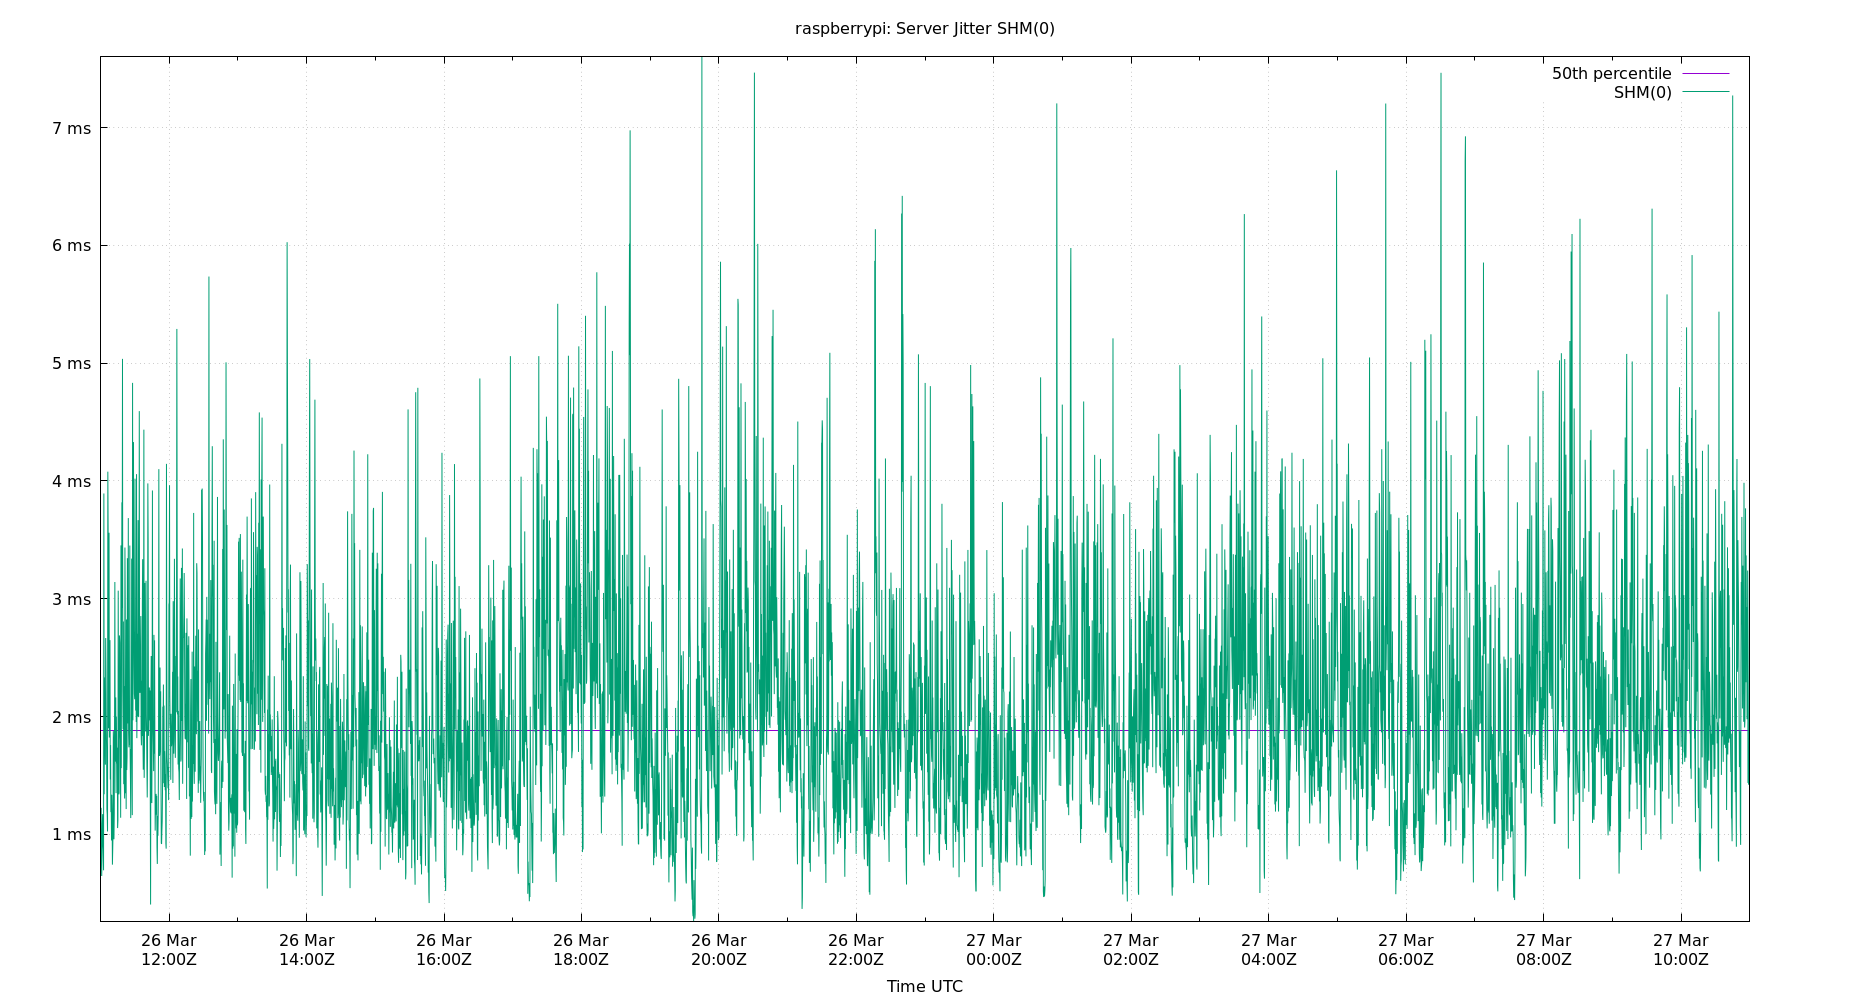 raspberrypi: Server Jitter SHM(0)
50th percentile
SHM(0)
7 ms
6 ms
5 ms
4 ms
3 ms
2 ms
1 ms
26 Mar 26 Mar 26 Mar 26 Mar 26 Mar 26 Mar 27 Mar 27 Mar 27 Mar 27 Mar 27 Mar 27 Mar
12:00Z 14:00Z 16:00Z 18:00Z 20:00Z 22:00Z 00:00Z 02:00Z 04:00Z 06:00Z 08:00Z 10:00Z
Time UTC